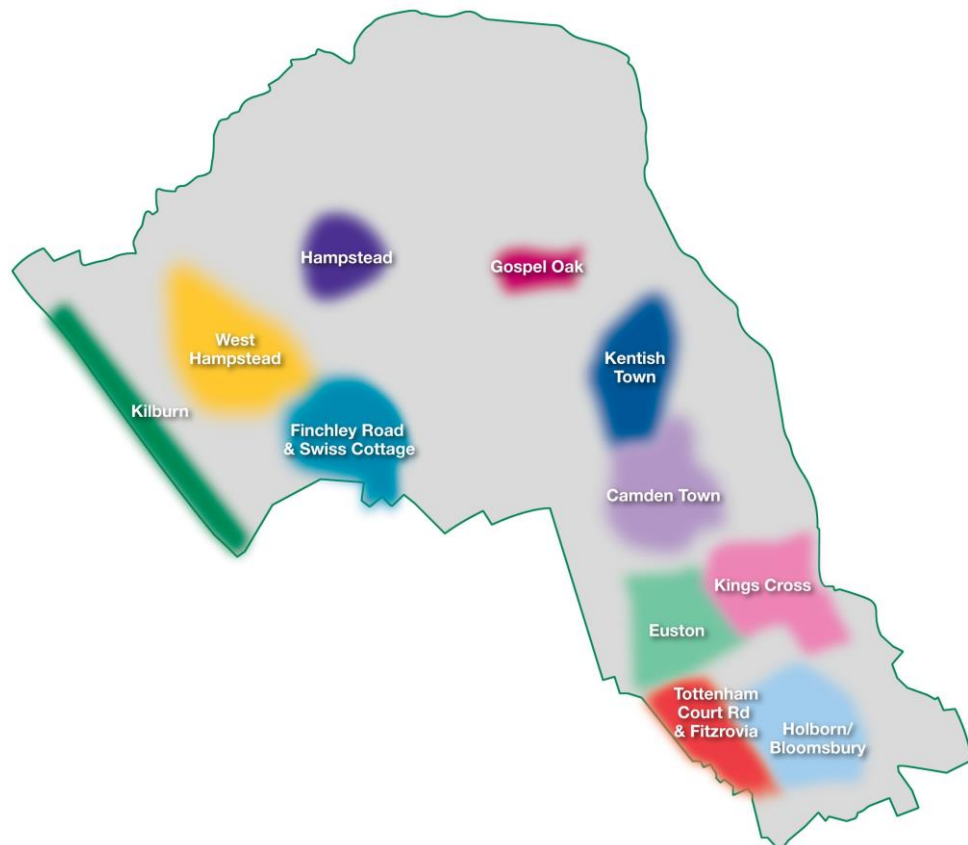 Hampstead
Gospel Oak
West
Hampstead
Kentish
Town
Kilburn
Finchley Road
& Swiss Cottage
Camden Town
Kings Cross
Euston
Tottenham
Court Rd
& Fitzrovia
Holborn/
Bloomsbury